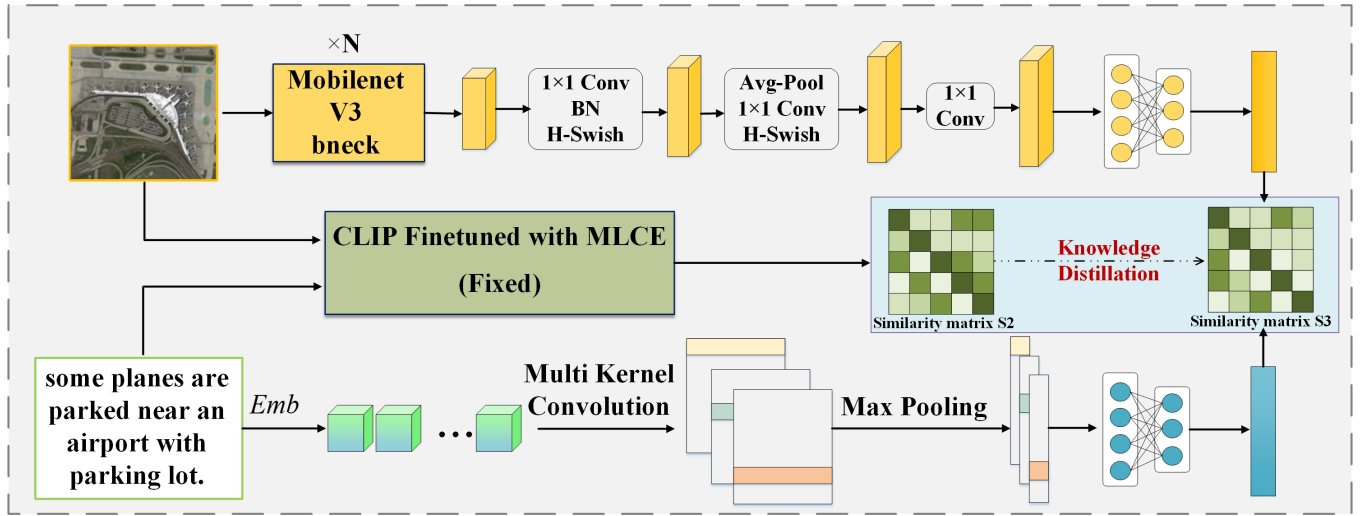 ×N
Mobilenet
V3
bneck
1×1 Conv
BN
H-Swish
Avg-Pool
1×1 Conv
H-Swish
1×1
Conv
CLIP Finetuned with MLCE
(Fixed)
Knowledge
Distillation
Similarity matrix S2
Similarity matrix S3
some planes are
parked near an
airport with
parking lot.
Emb
...
Multi Kernel
Convolution
Max Pooling